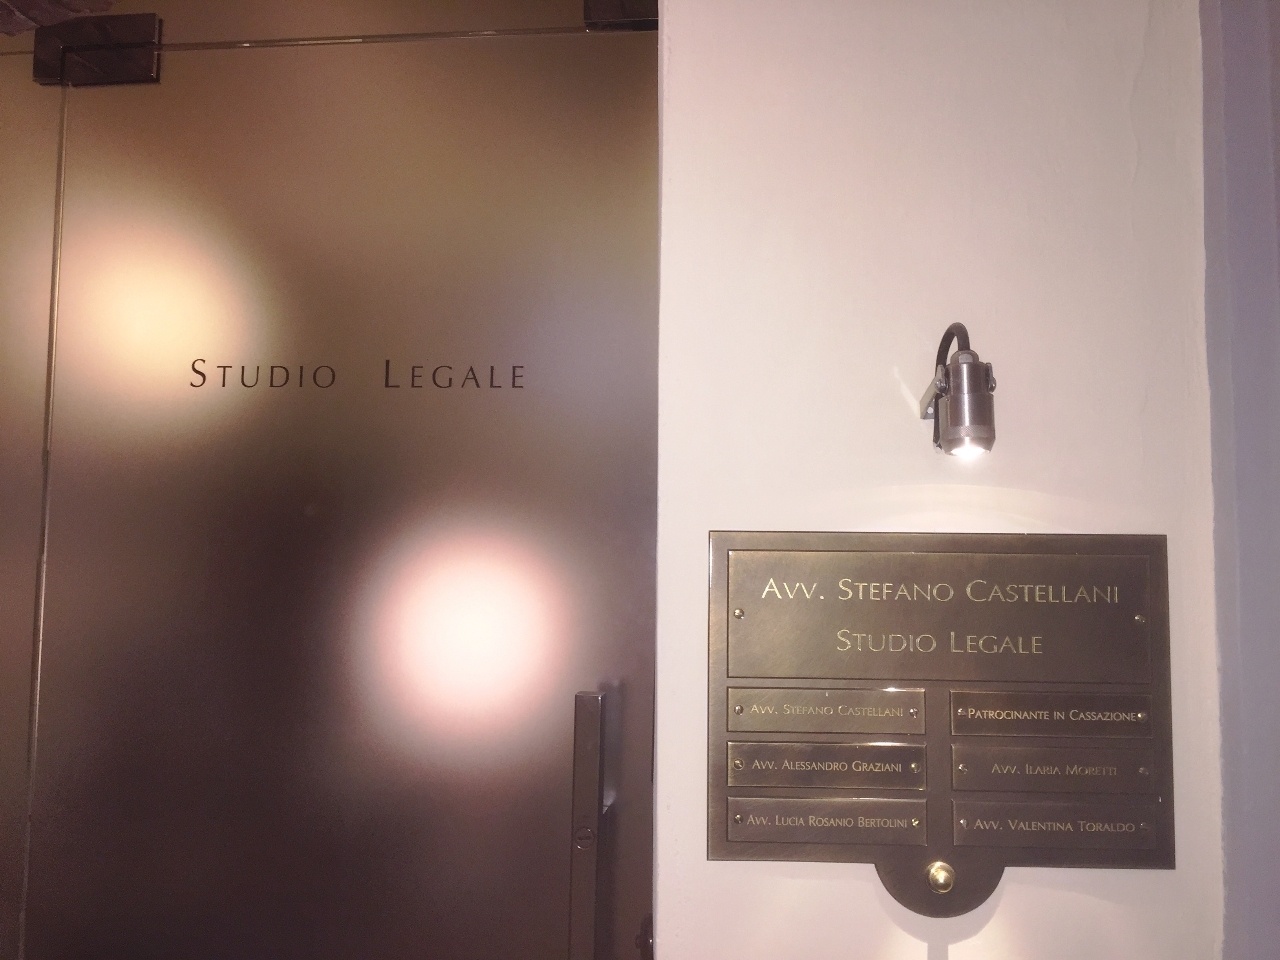 STUDIO LEGALE
AVV. STEFANO CASTELLANI
STUDIO LEGALE
AVV. STEFANO CASTELLANI
PATROCINANTE IN CASSAZIONE
AVV. ALESSANDRO GRAZIANI
AVV. ILARIA MORETTI
AVV. LUCIA ROSANIO BERTOLINI
AVV. VALENTINA TORALDO